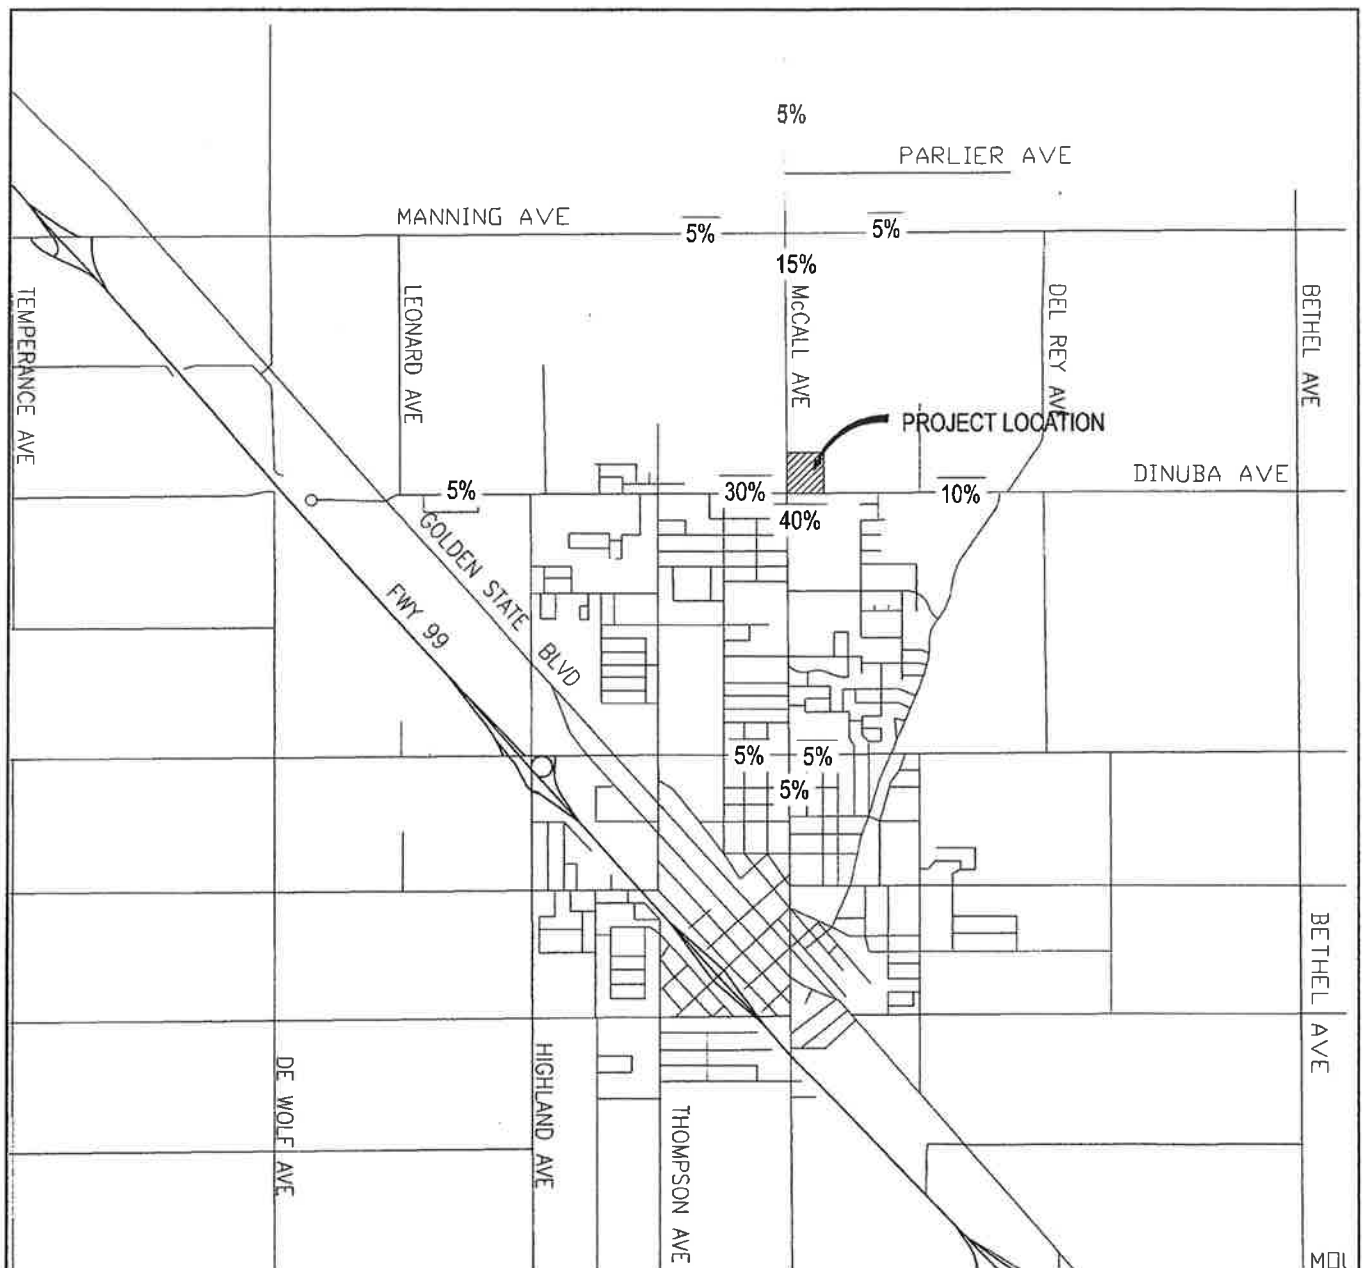 5%
PARLIER AVE
MANNING AVE
5%
5%
15%
TEMPERANCE AVE
LEONARD AVE
McCALL AVE
DEL REY AVE
BETHEL AVE
PROJECT LOCATION
DINUBA AVE
5%
30%
10%
40%
GOLDEN STATE BLVD
FWY 99
5%
5%
5%
BETHEL AVE
DE WOLF AVE
HIGHLAND AVE
THOMPSON AVE